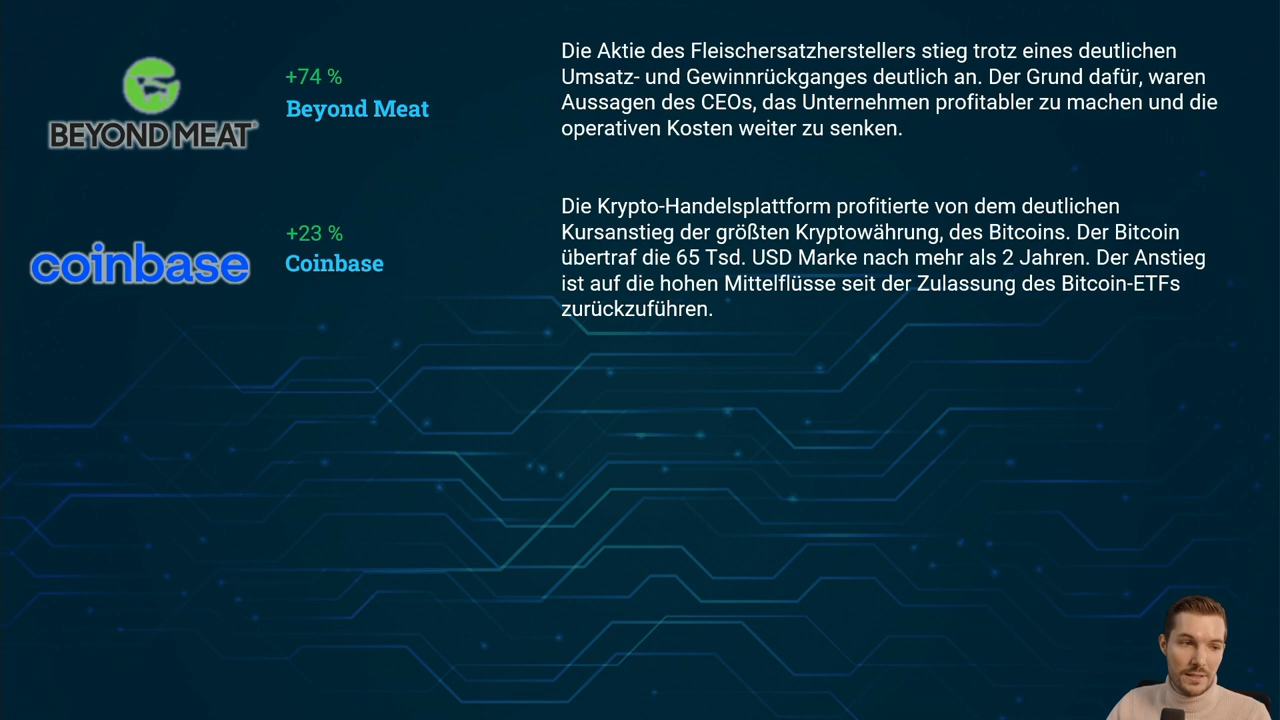 BEYOND MEAT®
+74 %
Beyond Meat
Die Aktie des Fleischersatzherstellers stieg trotz eines deutlichen
Umsatz- und Gewinnrückganges deutlich an. Der Grund dafür, waren
Aussagen des CEOs, das Unternehmen profitabler zu machen und die
operativen Kosten weiter zu senken.
coinbase
+23 %
Coinbase
Die Krypto-Handelsplattform profitierte von dem deutlichen
Kursanstieg der größten Kryptowährung, des Bitcoins. Der Bitcoin
übertraf die 65 Tsd. USD Marke nach mehr als 2 Jahren. Der Anstieg
ist auf die hohen Mittelflüsse seit der Zulassung des Bitcoin-ETFs
zurückzuführen.